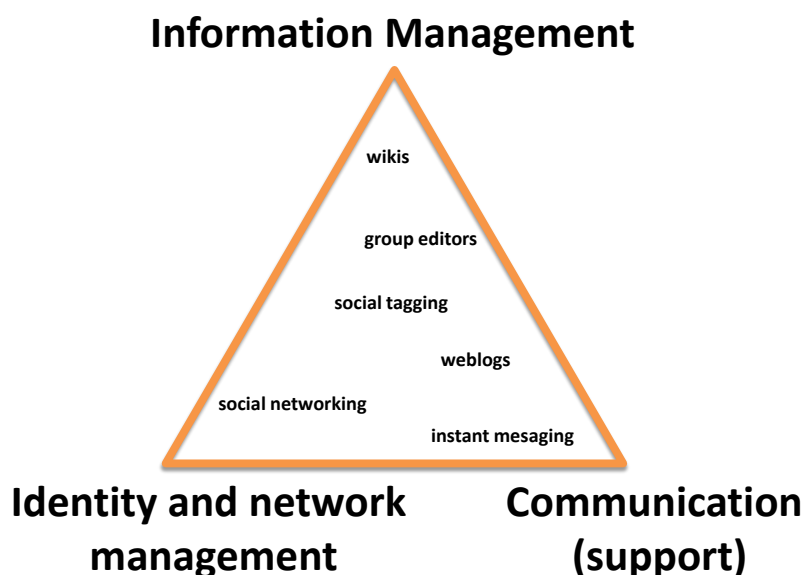 Information Management
wikis
group editors
social tagging
weblogs
social networking
instant mesaging
Identity and network
management
Communication
(support)